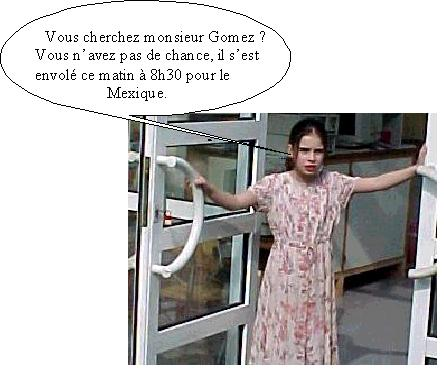 Vous cherchez monsieur Gomez ?
Vous n’avez pas de chance, il s’est
envolé ce matin à 8h30 pour le
Mexique.